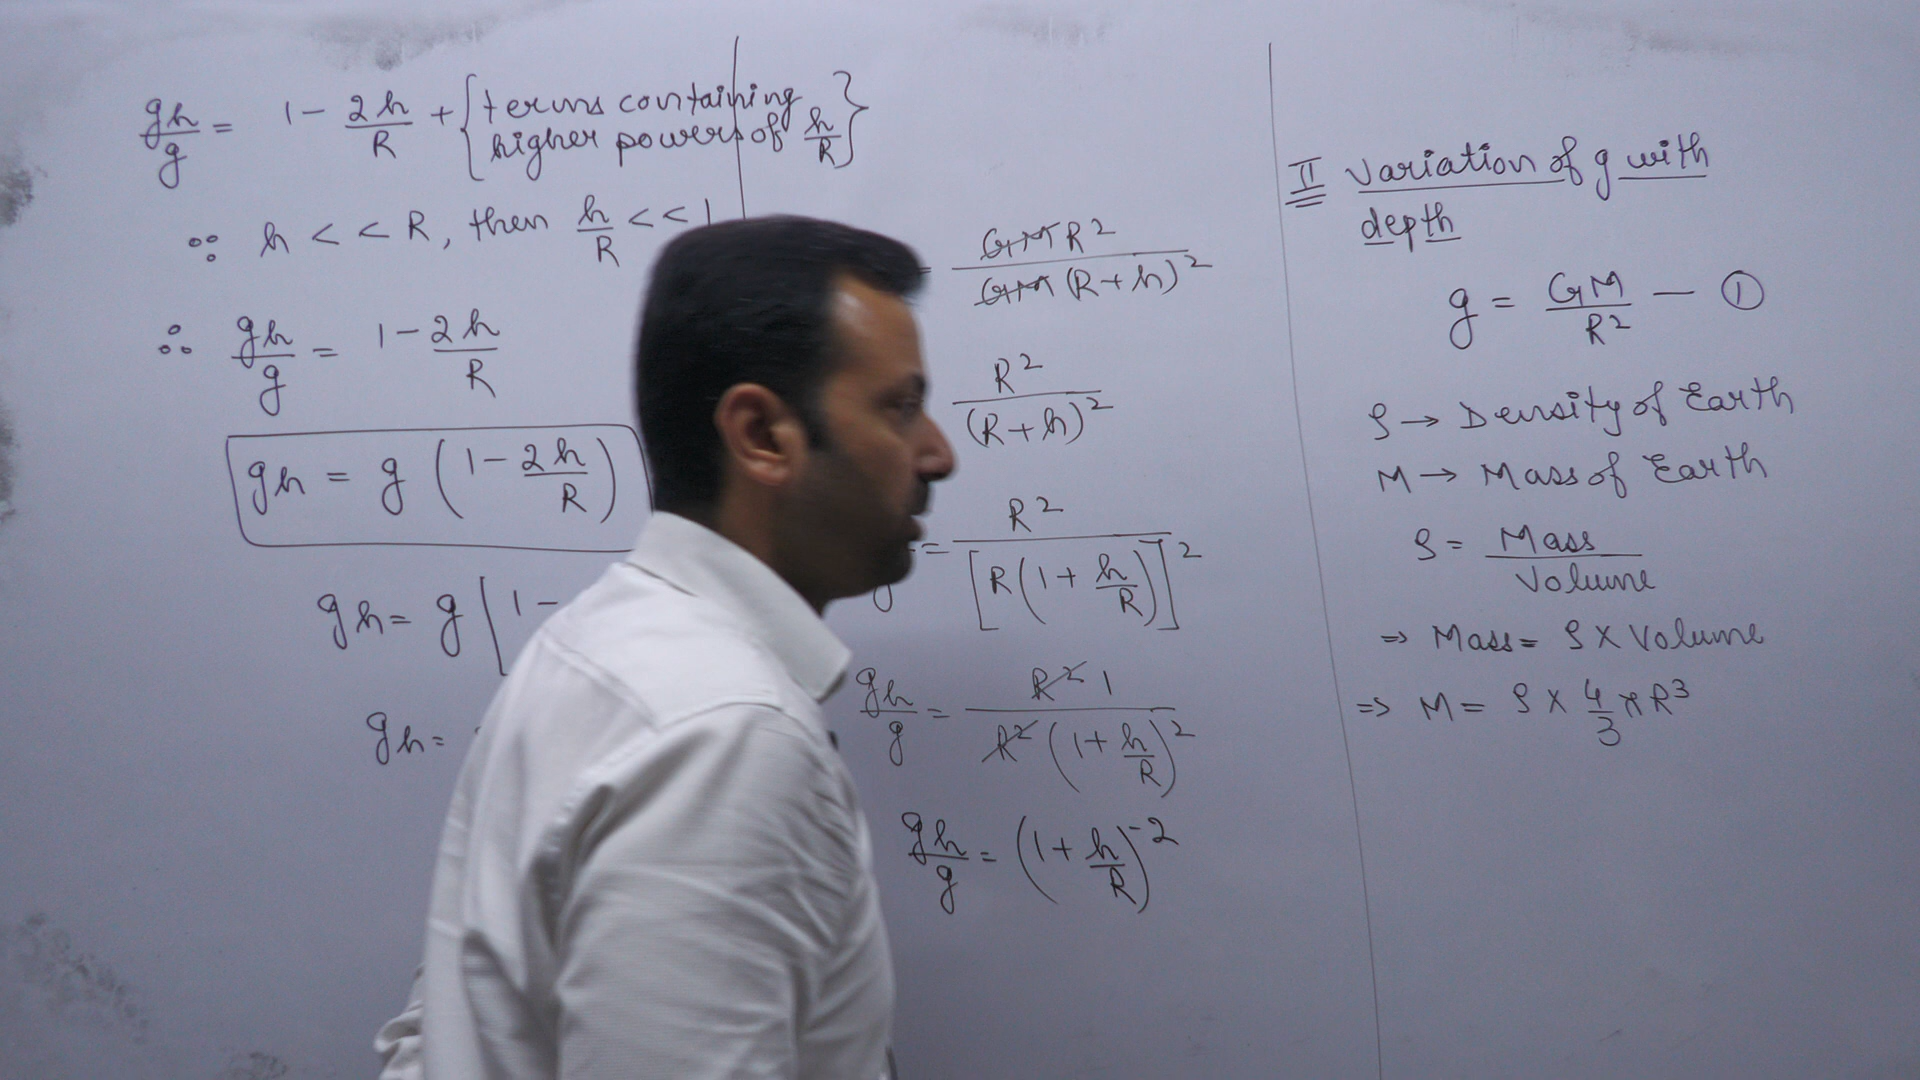 gh/g = 1 - 2h/R + {terms containing higher powers of h/R}
∵ h < < R, then h/R < < 1
∴ gh/g = 1 - 2h/R
gh = g (1 - 2h/R)
gh = g [1 -
gh =
= GMR²/GM(R+h)²
R²/(R+h)²
= R²/[R(1 + h/R)]²
gh/g = R² 1/R²(1 + h/R)²
gh/g = (1 + h/R)⁻²
II Variation of g with
depth
g = GM/R² — ①
ρ → Density of Earth
M → Mass of Earth
ρ = Mass/Volume
⇒ Mass = ρ × Volume
⇒ M = ρ × 4/3 π R³